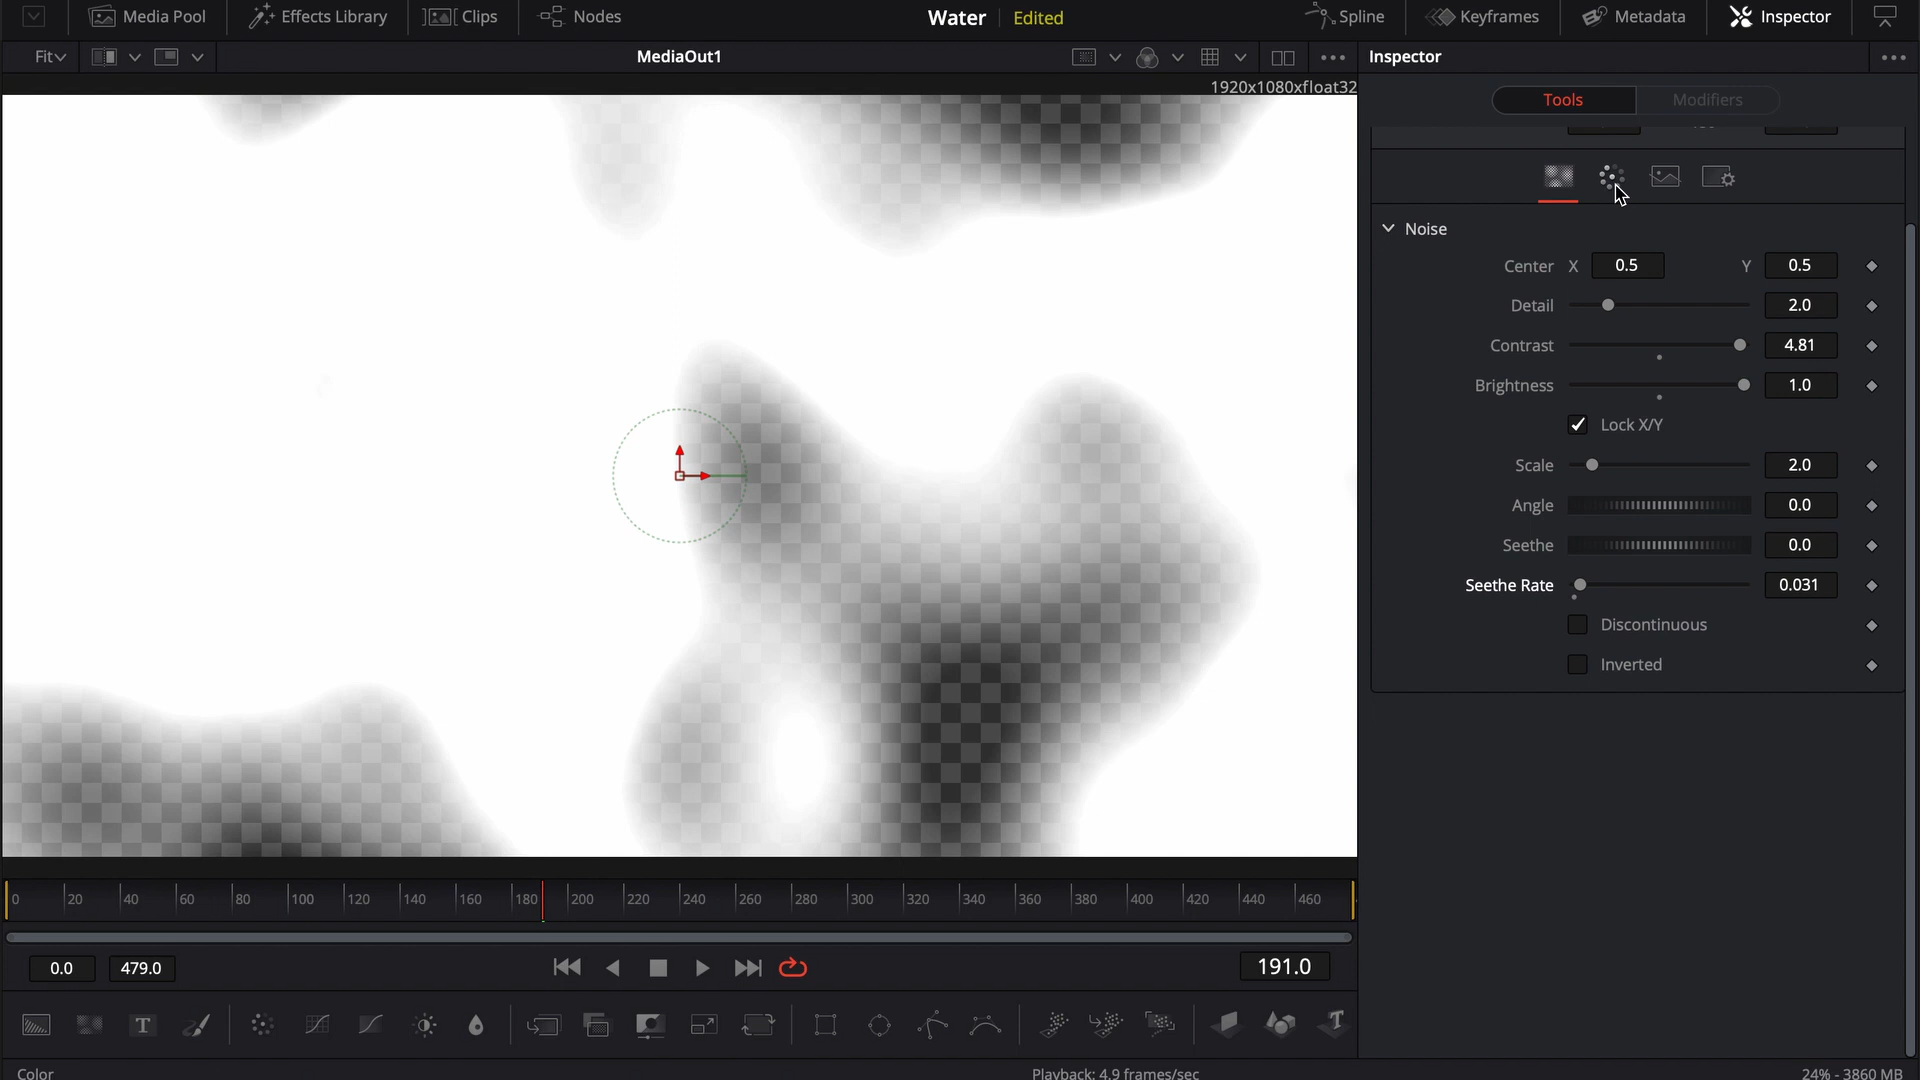 Media Pool
Effects Library
Clips
Nodes
Water
Edited
Spline
Keyframes
Metadata
Inspector
Fit
MediaOut1
Inspector
1920x1080xfloat32
Tools
Modifiers
Noise
Center X 0.5 Y 0.5
Detail 2.0
Contrast 4.81
Brightness 1.0
Lock X/Y
Scale 2.0
Angle 0.0
Seethe 0.0
Seethe Rate 0.031
Discontinuous
Inverted
0 20 40 60 80 100 120 140 160 180 200 220 240 260 280 300 320 340 360 380 400 420 440 460
0.0 479.0 191.0
T
T
Color
Playback: 4.9 frames/sec
24% - 3860 MB